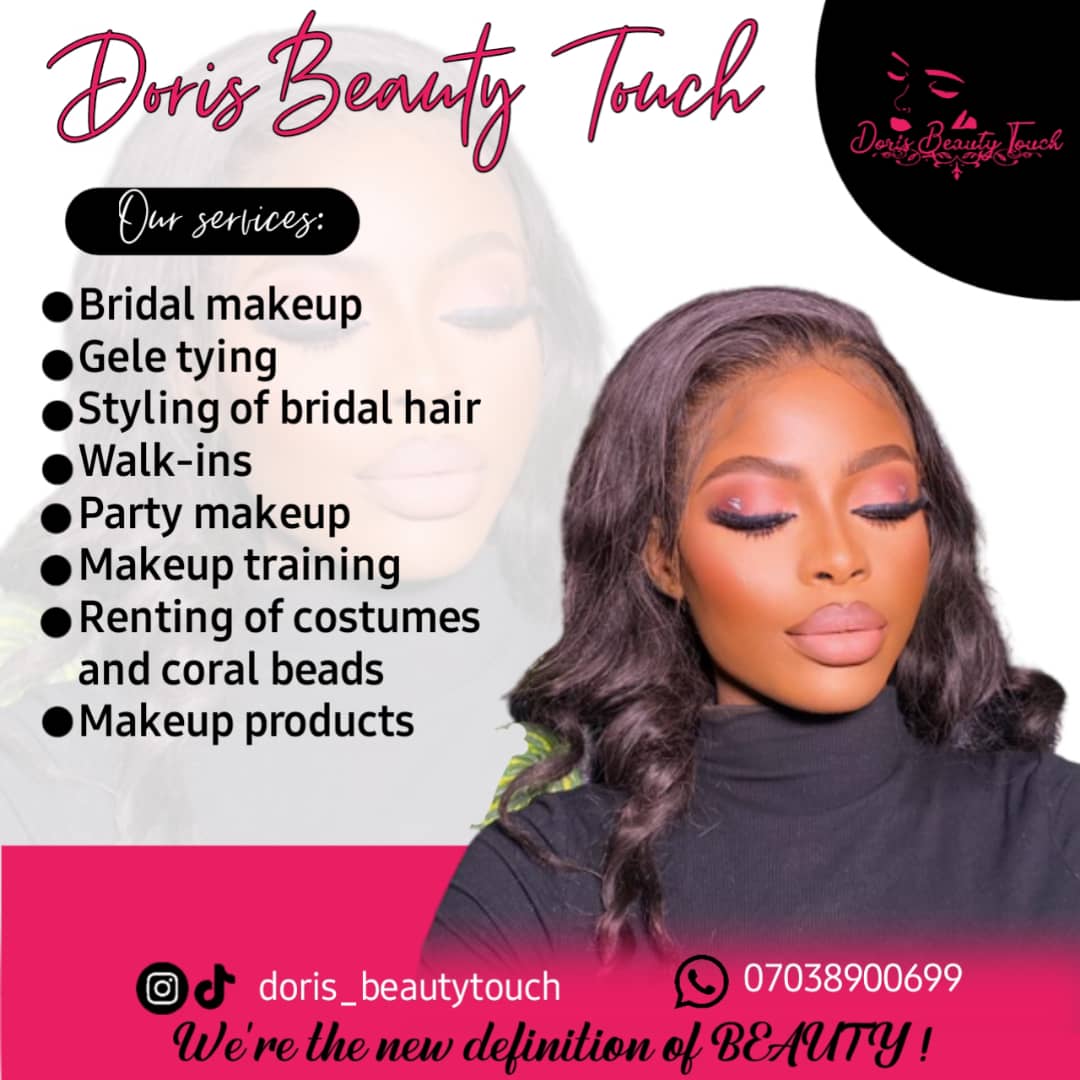 Doris Beauty Touch
Doris Beauty Touch
Our services:
Bridal makeup
Gele tying
Styling of bridal hair
Walk-ins
Party makeup
Makeup training
Renting of costumes
and coral beads
Makeup products
doris_beautytouch
07038900699
We're the new definition of BEAUTY !